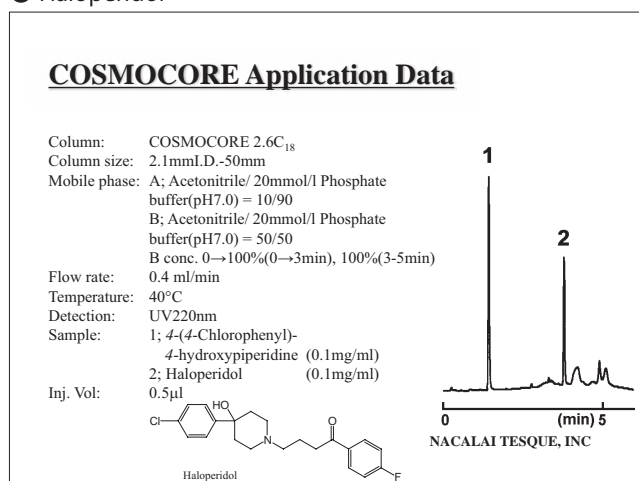 Haloperidol
COSMOCORE Application Data
Column: COSMOCORE 2.6C₁₈
Column size: 2.1mmI.D.-50mm
Mobile phase: A; Acetonitrile/ 20mmol/l Phosphate
buffer(pH7.0) = 10/90
B; Acetonitrile/ 20mmol/l Phosphate
buffer(pH7.0) = 50/50
B conc. 0→100%(0→3min), 100%(3-5min)
Flow rate: 0.4 ml/min
Temperature: 40°C
Detection: UV220nm
Sample: 1; 4-(4-Chlorophenyl)-
4-hydroxypiperidine (0.1mg/ml)
2; Haloperidol (0.1mg/ml)
Inj. Vol: 0.5μl
HO
Cl
N
O
F
Haloperidol
1
2
0 (min) 5
NACALAI TESQUE, INC